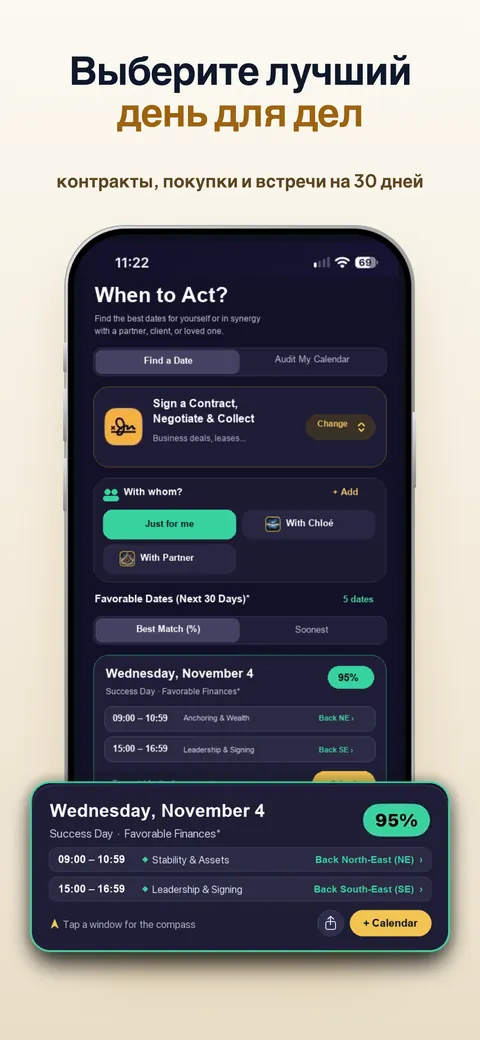 Выберите лучший
день для дел
контракты, покупки и встречи на 30 дней
11:22
69
When to Act?
Find the best dates for yourself or in synergy
with a partner, client, or loved one.
Find a Date
Audit My Calendar
Sign a Contract,
Negotiate & Collect
Business deals, leases...
Change
With whom?
+ Add
Just for me
With Chloé
With Partner
Favorable Dates (Next 30 Days)*
5 dates
Best Match (%)
Soonest
Wednesday, November 4
95%
Success Day · Favorable Finances*
09:00 – 10:59 Anchoring & Wealth Back NE ›
15:00 – 16:59 Leadership & Signing Back SE ›
Wednesday, November 4
95%
Success Day · Favorable Finances*
09:00 – 10:59 ◆ Stability & Assets Back North-East (NE) ›
15:00 – 16:59 ◆ Leadership & Signing Back South-East (SE) ›
Tap a window for the compass
+ Calendar